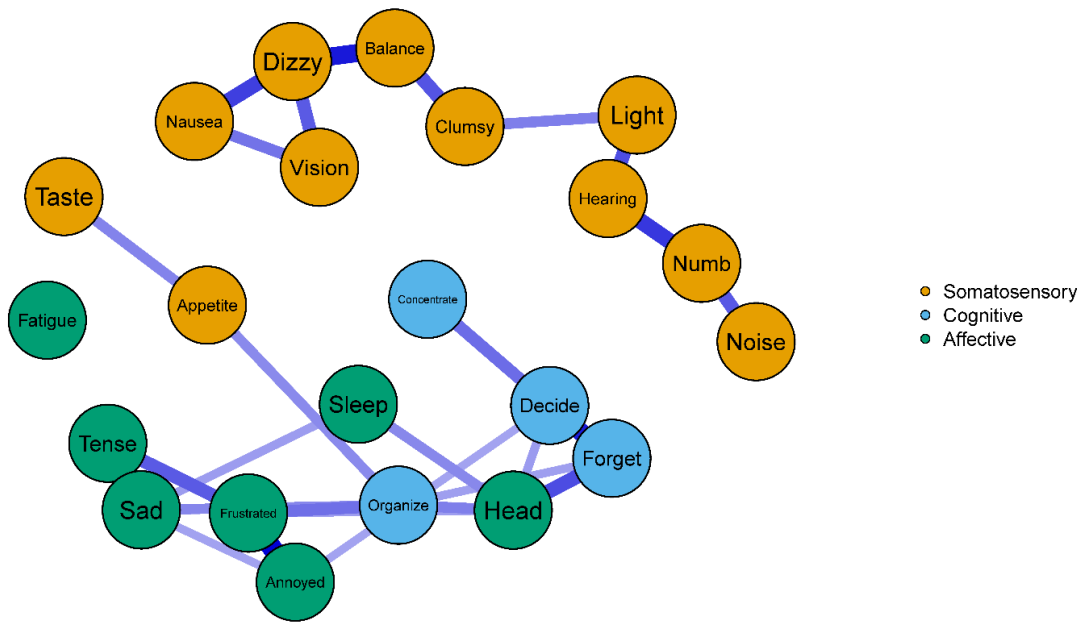 Balance
Dizzy
Light
Nausea
Clumsy
Vision
Taste
Hearing
Numb
Concentrate
Appetite
Fatigue
Noise
Somatosensory
Cognitive
Affective
Sleep
Decide
Tense
Forget
Sad
Frustrated
Organize
Head
Annoyed